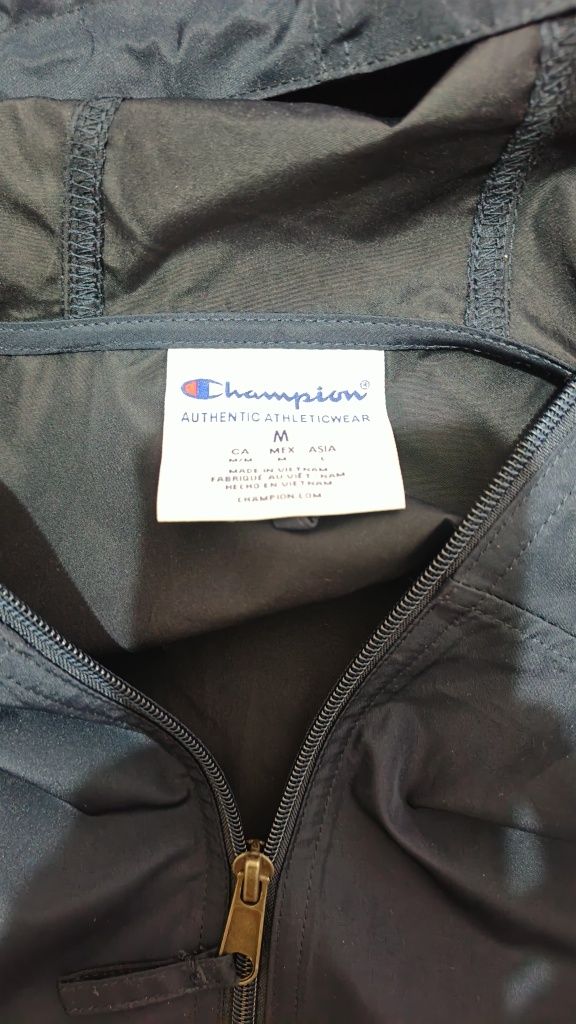 Champion®
AUTHENTIC ATHLETICWEAR
M
CA MEX ASIA
M/M M L
MADE IN VIETNAM
FABRIQUÉ AU VIÊT NAM
HECHO EN VIETNAM
CHAMPION.COM